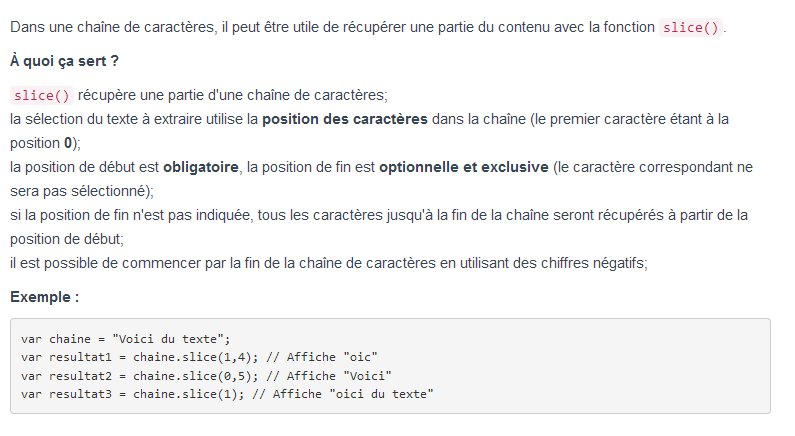 Dans une chaîne de caractères, il peut être utile de récupérer une partie du contenu avec la fonction slice().
À quoi ça sert ?
slice() récupère une partie d'une chaîne de caractères;
la sélection du texte à extraire utilise la position des caractères dans la chaîne (le premier caractère étant à la
position 0);
la position de début est obligatoire, la position de fin est optionnelle et exclusive (le caractère correspondant ne
sera pas sélectionné);
si la position de fin n'est pas indiquée, tous les caractères jusqu'à la fin de la chaîne seront récupérés à partir de la
position de début;
il est possible de commencer par la fin de la chaîne de caractères en utilisant des chiffres négatifs;
Exemple :
var chaine = "Voici du texte";
var resultat1 = chaine.slice(1,4); // Affiche "oic"
var resultat2 = chaine.slice(0,5); // Affiche "Voici"
var resultat3 = chaine.slice(1); // Affiche "oici du texte"